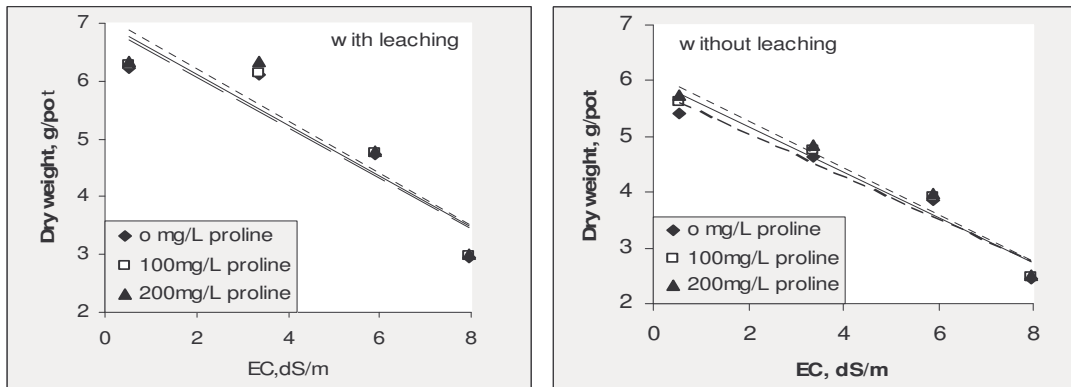 7
with leaching
6
5
4
3
2
Dry weight, g/pot
o mg/L proline
100mg/L proline
200mg/L proline
0 2 4 6 8
EC,dS/m
7
without leaching
6
5
4
3
2
Dry weight, g/pot
o mg/L proline
100mg/L proline
200mg/L proline
0 2 4 6 8
EC, dS/m